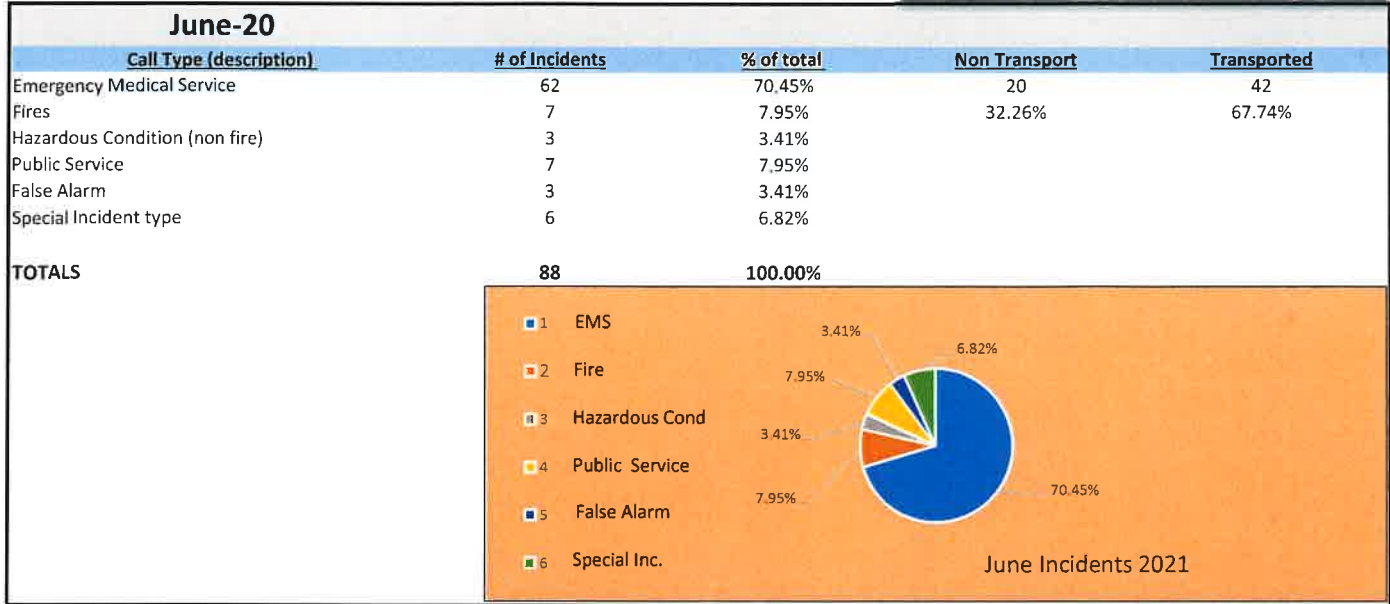 June-20
Call Type (description) # of Incidents % of total Non Transport Transported
Emergency Medical Service 62 70.45% 20 42
Fires 7 7.95% 32.26% 67.74%
Hazardous Condition (non fire) 3 3.41%
Public Service 7 7.95%
False Alarm 3 3.41%
Special Incident type 6 6.82%
TOTALS 88 100.00%
1 EMS
2 Fire
3 Hazardous Cond
4 Public Service
5 False Alarm
6 Special Inc.
3.41%
6.82%
7.95%
3.41%
7.95%
70.45%
June Incidents 2021